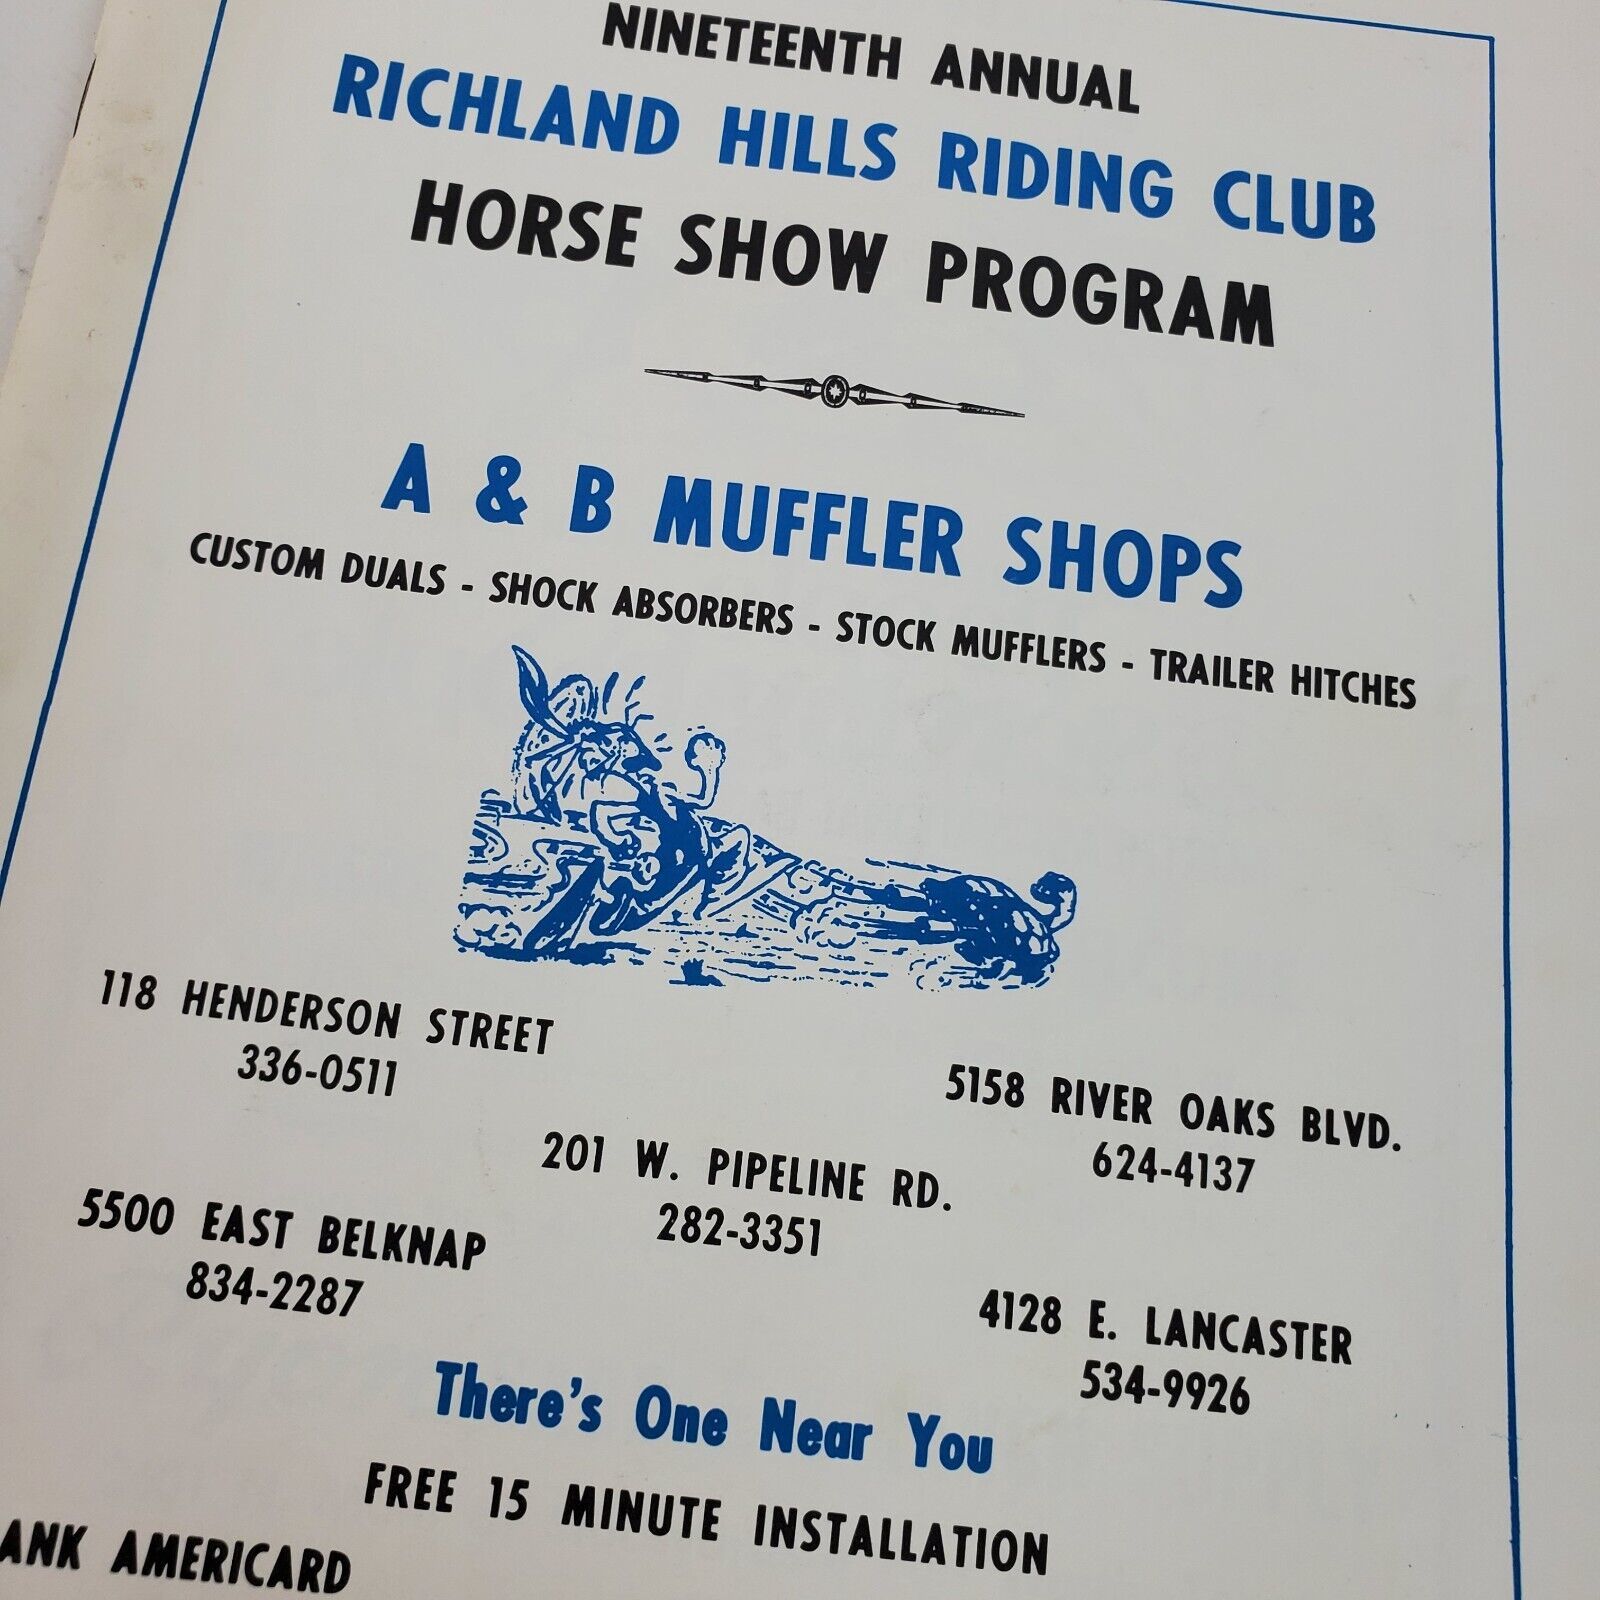 NINETEENTH ANNUAL
RICHLAND HILLS RIDING CLUB
HORSE SHOW PROGRAM
A & B MUFFLER SHOPS
CUSTOM DUALS - SHOCK ABSORBERS - STOCK MUFFLERS - TRAILER HITCHES
118 HENDERSON STREET
336-0511
5158 RIVER OAKS BLVD.
624-4137
201 W. PIPELINE RD.
282-3351
5500 EAST BELKNAP
834-2287
4128 E. LANCASTER
534-9926
There's One Near You
FREE 15 MINUTE INSTALLATION
ANK AMERICARD